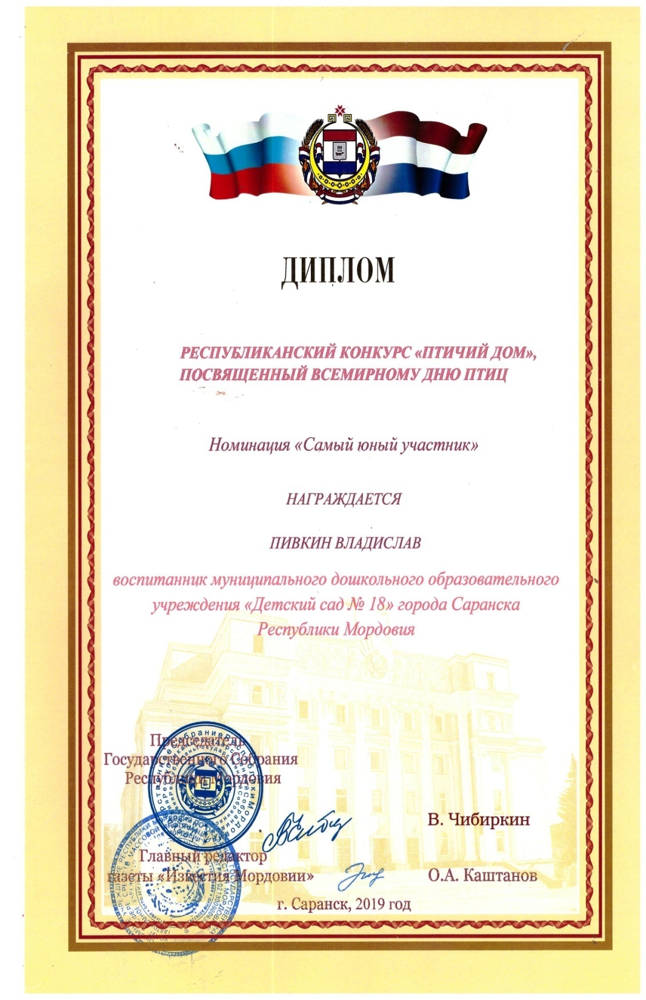 ДИПЛОМ
РЕСПУБЛИКАНСКИЙ КОНКУРС «ПТИЧИЙ ДОМ»,
ПОСВЯЩЕННЫЙ ВСЕМИРНОМУ ДНЮ ПТИЦ
Номинация «Самый юный участник»
НАГРАЖДАЕТСЯ
ПИВКИН ВЛАДИСЛАВ
воспитанник муниципального дошкольного образовательного
учреждения «Детский сад № 18» города Саранска
Республики Мордовия
Председатель
Государственного Собрания
Республики Мордовия
В. Чибиркин
Главный редактор
газеты «Известия Мордовии»
О.А. Каштанов
г. Саранск, 2019 год